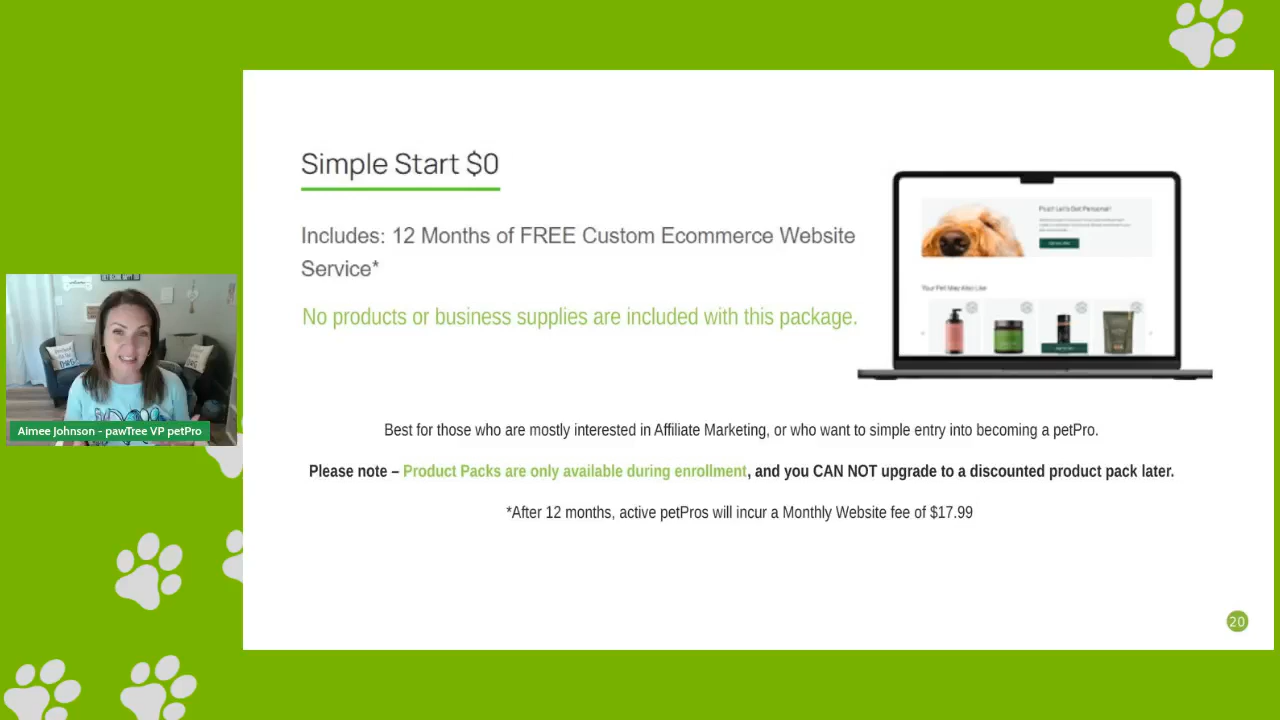 Simple Start $0
Includes: 12 Months of FREE Custom Ecommerce Website
Service*
No products or business supplies are included with this package.
Plus! Let's Get Personal!
Your Pet May Also Like
Aimee Johnson - pawTree VP petPro
Best for those who are mostly interested in Affiliate Marketing, or who want to simple entry into becoming a petPro.
Please note – Product Packs are only available during enrollment, and you CAN NOT upgrade to a discounted product pack later.
*After 12 months, active petPros will incur a Monthly Website fee of $17.99
20